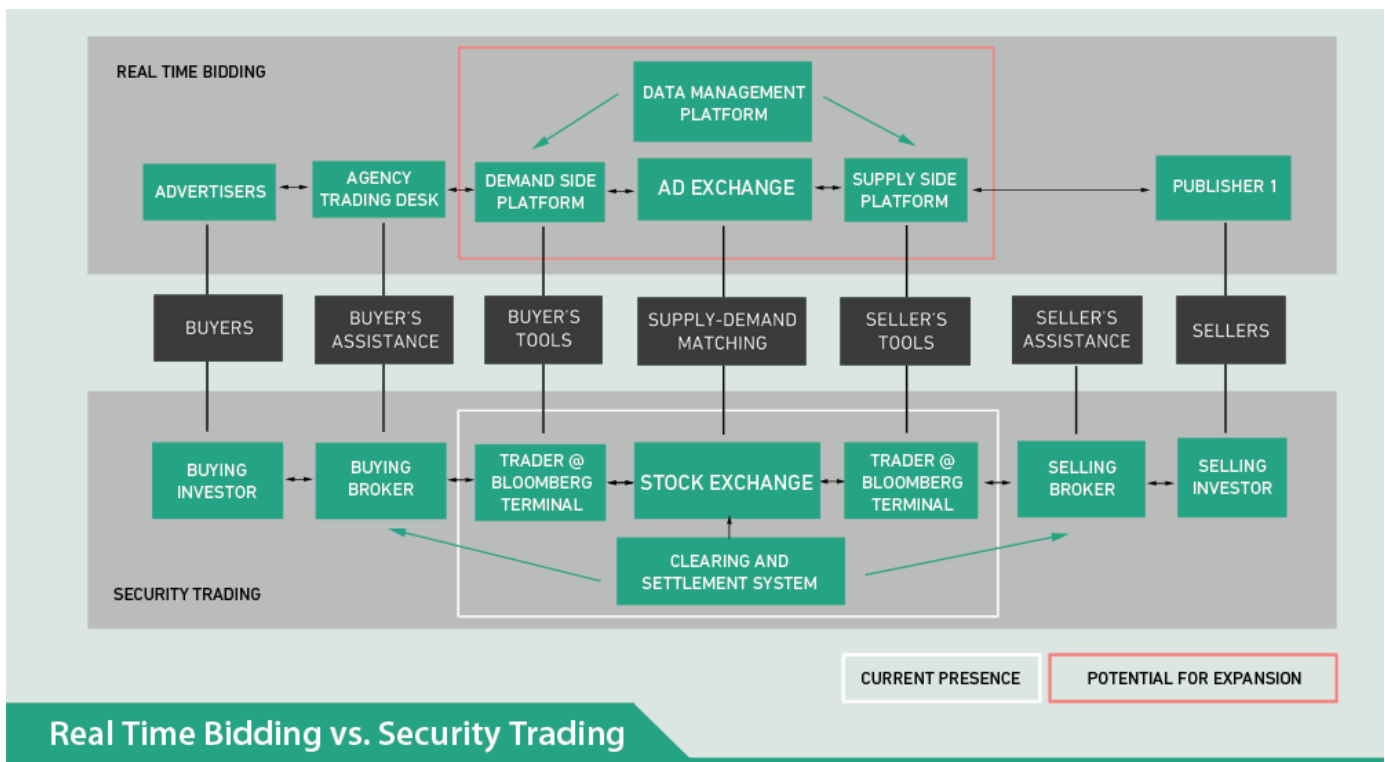 REAL TIME BIDDING
DATA MANAGEMENT
PLATFORM
ADVERTISERS
AGENCY
TRADING DESK
DEMAND SIDE
PLATFORM
AD EXCHANGE
SUPPLY SIDE
PLATFORM
PUBLISHER 1
BUYERS
BUYER'S
ASSISTANCE
BUYER'S
TOOLS
SUPPLY-DEMAND
MATCHING
SELLER'S
TOOLS
SELLER'S
ASSISTANCE
SELLERS
BUYING
INVESTOR
BUYING
BROKER
TRADER @
BLOOMBERG
TERMINAL
STOCK EXCHANGE
TRADER @
BLOOMBERG
TERMINAL
SELLING
BROKER
SELLING
INVESTOR
CLEARING AND
SETTLEMENT SYSTEM
SECURITY TRADING
CURRENT PRESENCE
POTENTIAL FOR EXPANSION
Real Time Bidding vs. Security Trading